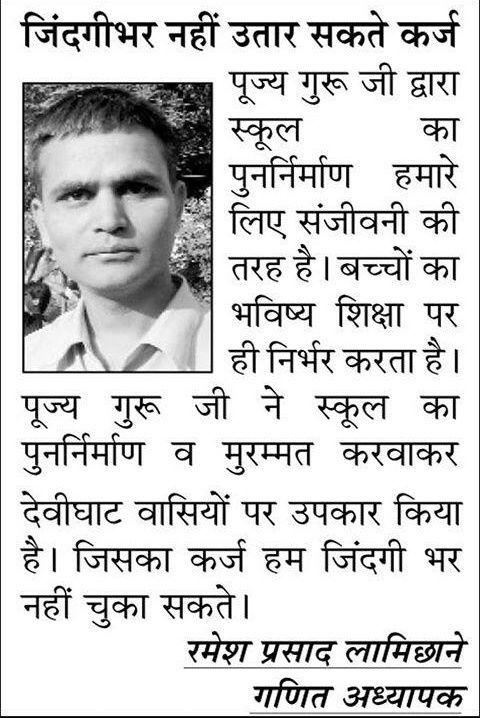 जिंदगीभर नहीं उतार सकते कर्ज
पूज्य गुरू जी द्वारा
स्कूल का
पुनर्निर्माण हमारे
लिए संजीवनी की
तरह है। बच्चों का
भविष्य शिक्षा पर
ही निर्भर करता है।
पूज्य गुरू जी ने स्कूल का
पुनर्निर्माण व मुरम्मत करवाकर
देवीघाट वासियों पर उपकार किया
है। जिसका कर्ज हम जिंदगी भर
नहीं चुका सकते।
रमेश प्रसाद लामिछाने
गणित अध्यापक